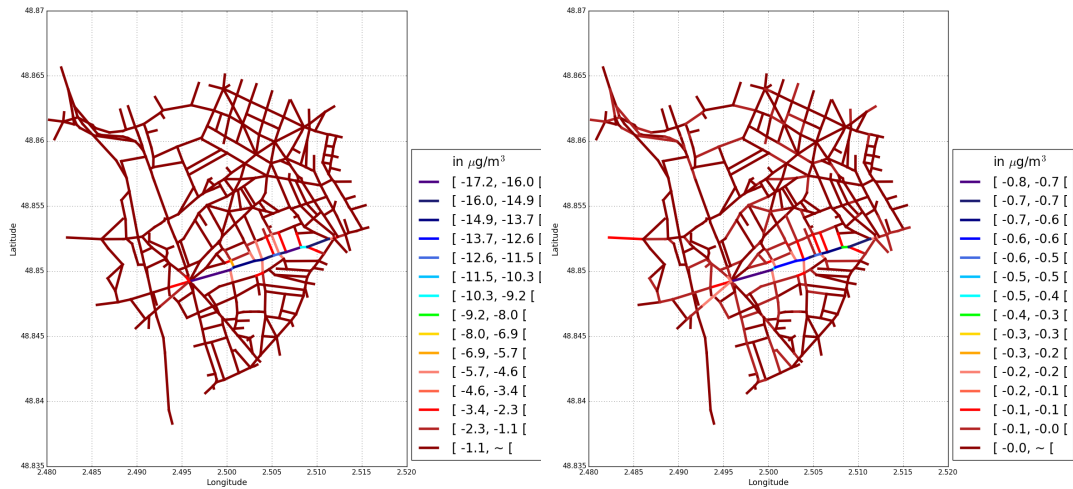 48.87
48.865
48.86
48.855
48.85
48.845
48.84
48.835
Latitude
2.480 2.485 2.490 2.495 2.500 2.505 2.510 2.515 2.520
Longitude
in μg/m³
[ -17.2, -16.0 [
[ -16.0, -14.9 [
[ -14.9, -13.7 [
[ -13.7, -12.6 [
[ -12.6, -11.5 [
[ -11.5, -10.3 [
[ -10.3, -9.2 [
[ -9.2, -8.0 [
[ -8.0, -6.9 [
[ -6.9, -5.7 [
[ -5.7, -4.6 [
[ -4.6, -3.4 [
[ -3.4, -2.3 [
[ -2.3, -1.1 [
[ -1.1, ~ [
48.87
48.865
48.86
48.855
48.85
48.845
48.84
48.835
Latitude
2.480 2.485 2.490 2.495 2.500 2.505 2.510 2.515 2.520
Longitude
in μg/m³
[ -0.8, -0.7 [
[ -0.7, -0.7 [
[ -0.7, -0.6 [
[ -0.6, -0.6 [
[ -0.6, -0.5 [
[ -0.5, -0.5 [
[ -0.5, -0.4 [
[ -0.4, -0.3 [
[ -0.3, -0.3 [
[ -0.3, -0.2 [
[ -0.2, -0.2 [
[ -0.2, -0.1 [
[ -0.1, -0.1 [
[ -0.1, -0.0 [
[ -0.0, ~ [